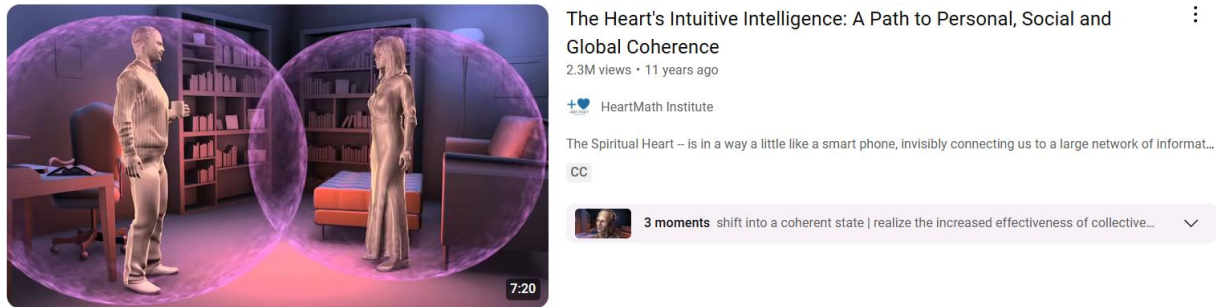 The Heart's Intuitive Intelligence: A Path to Personal, Social and
Global Coherence
2.3M views • 11 years ago
HeartMath Institute
The Spiritual Heart -- is in a way a little like a smart phone, invisibly connecting us to a large network of informat...
CC
3 moments shift into a coherent state | realize the increased effectiveness of collective...
7:20